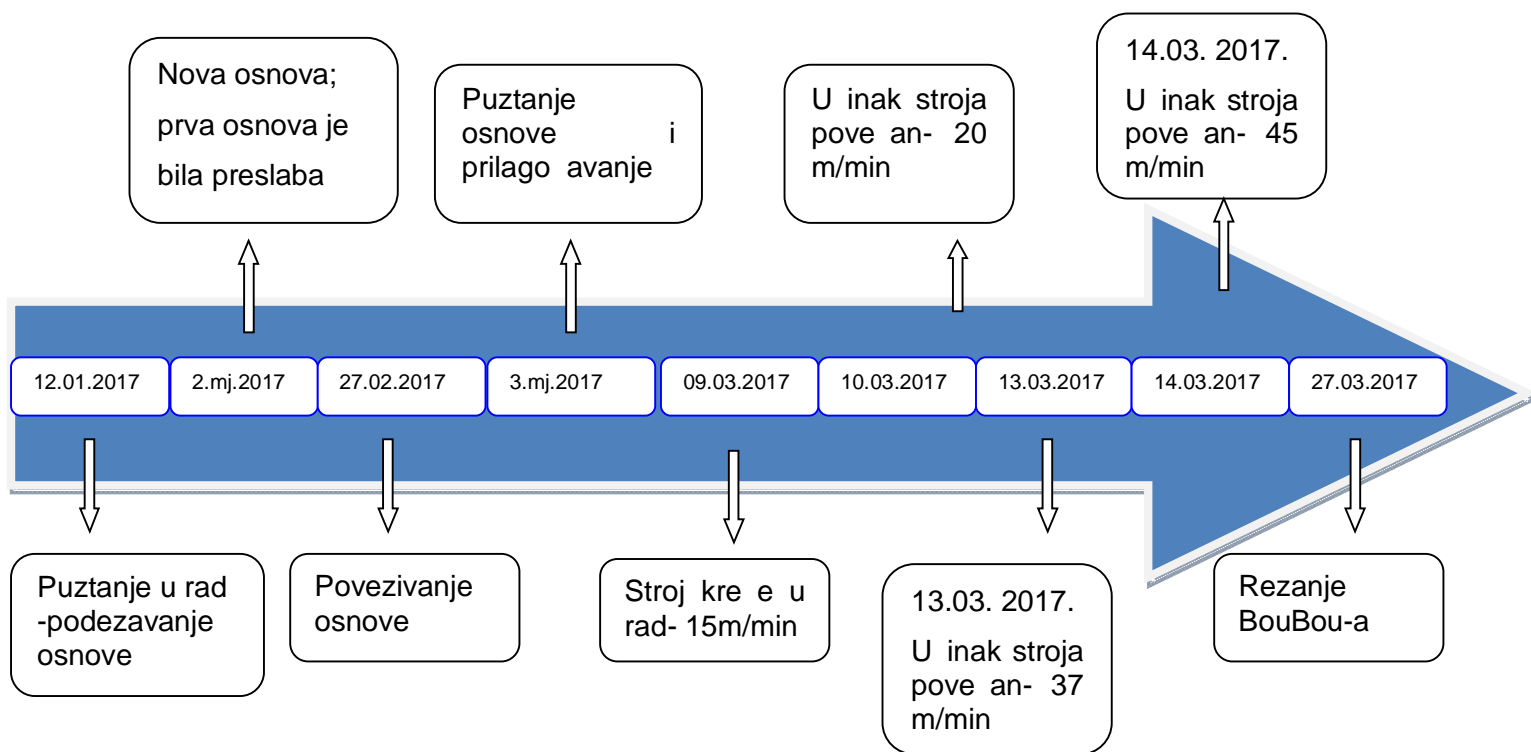 Nova osnova;
prva osnova je
bila preslaba
Puztanje
osnove i
prilago avanje
U inak stroja
pove an- 20
m/min
14.03. 2017.
U inak stroja
pove an- 45
m/min
12.01.2017
2.mj.2017
27.02.2017
3.mj.2017
09.03.2017
10.03.2017
13.03.2017
14.03.2017
27.03.2017
Puztanje u rad
-podezavanje
osnove
Povezivanje
osnove
Stroj kre e u
rad- 15m/min
13.03. 2017.
U inak stroja
pove an- 37
m/min
Rezanje
BouBou-a